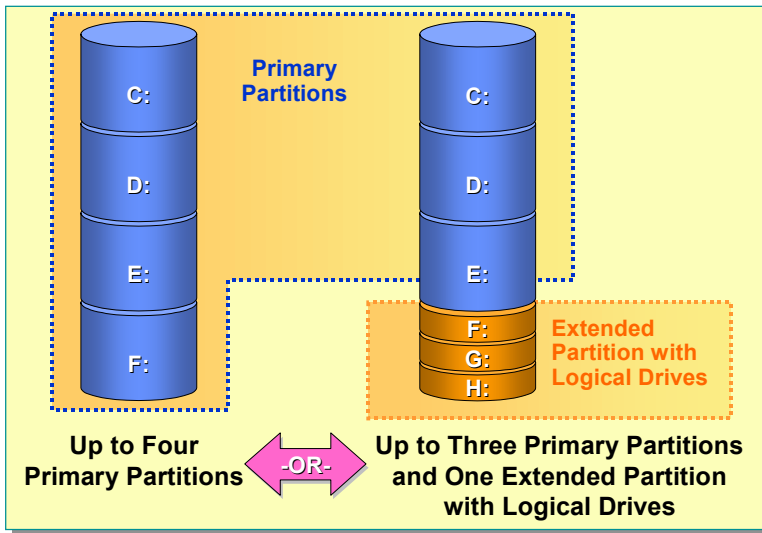 Primary
Partitions
C:
D:
E:
F:
C:
D:
E:
F:
G:
H:
Extended
Partition with
Logical Drives
Up to Four
Primary Partitions
-OR-
Up to Three Primary Partitions
and One Extended Partition
with Logical Drives